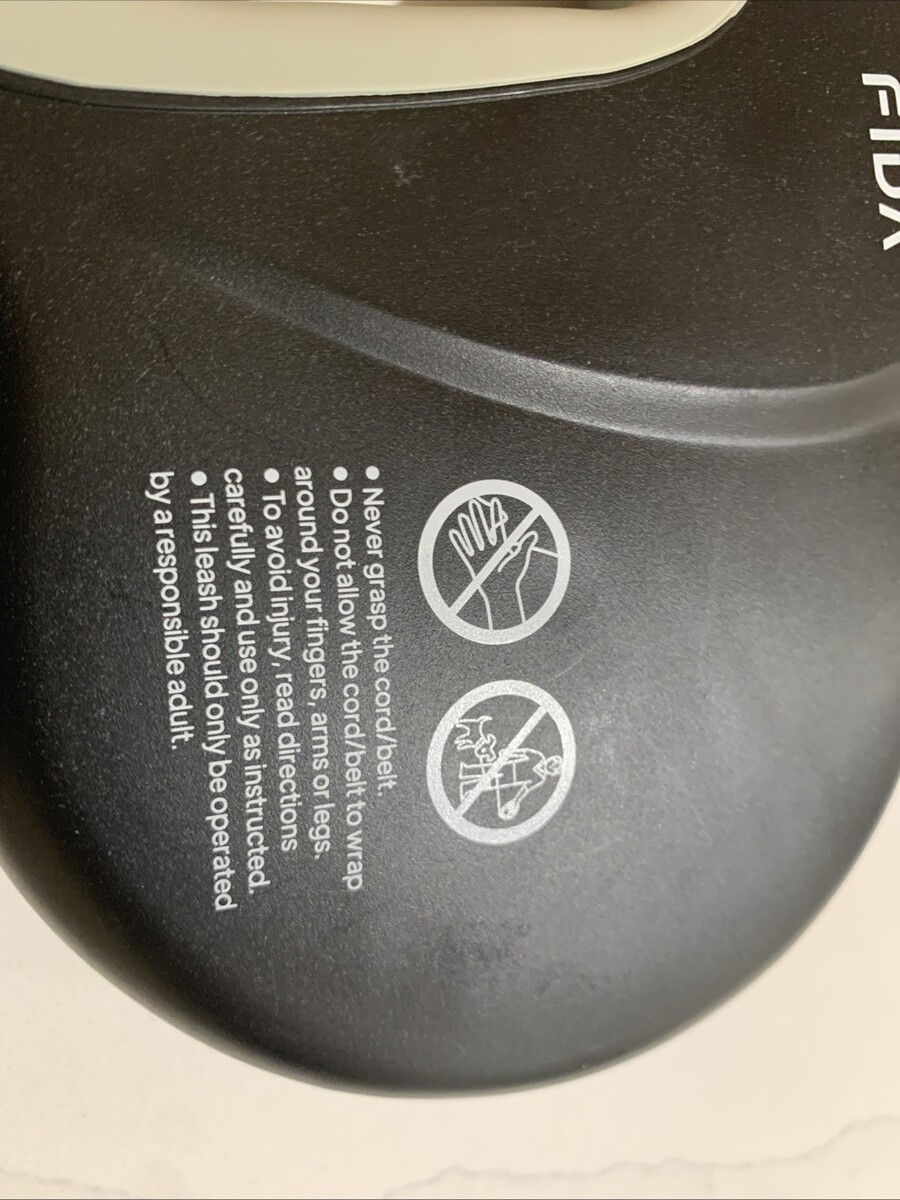 FIDA
● Never grasp the cord/belt.
● Do not allow the cord/belt to wrap
around your fingers, arms or legs.
● To avoid injury, read directions
carefully and use only as instructed.
● This leash should only be operated
by a responsible adult.